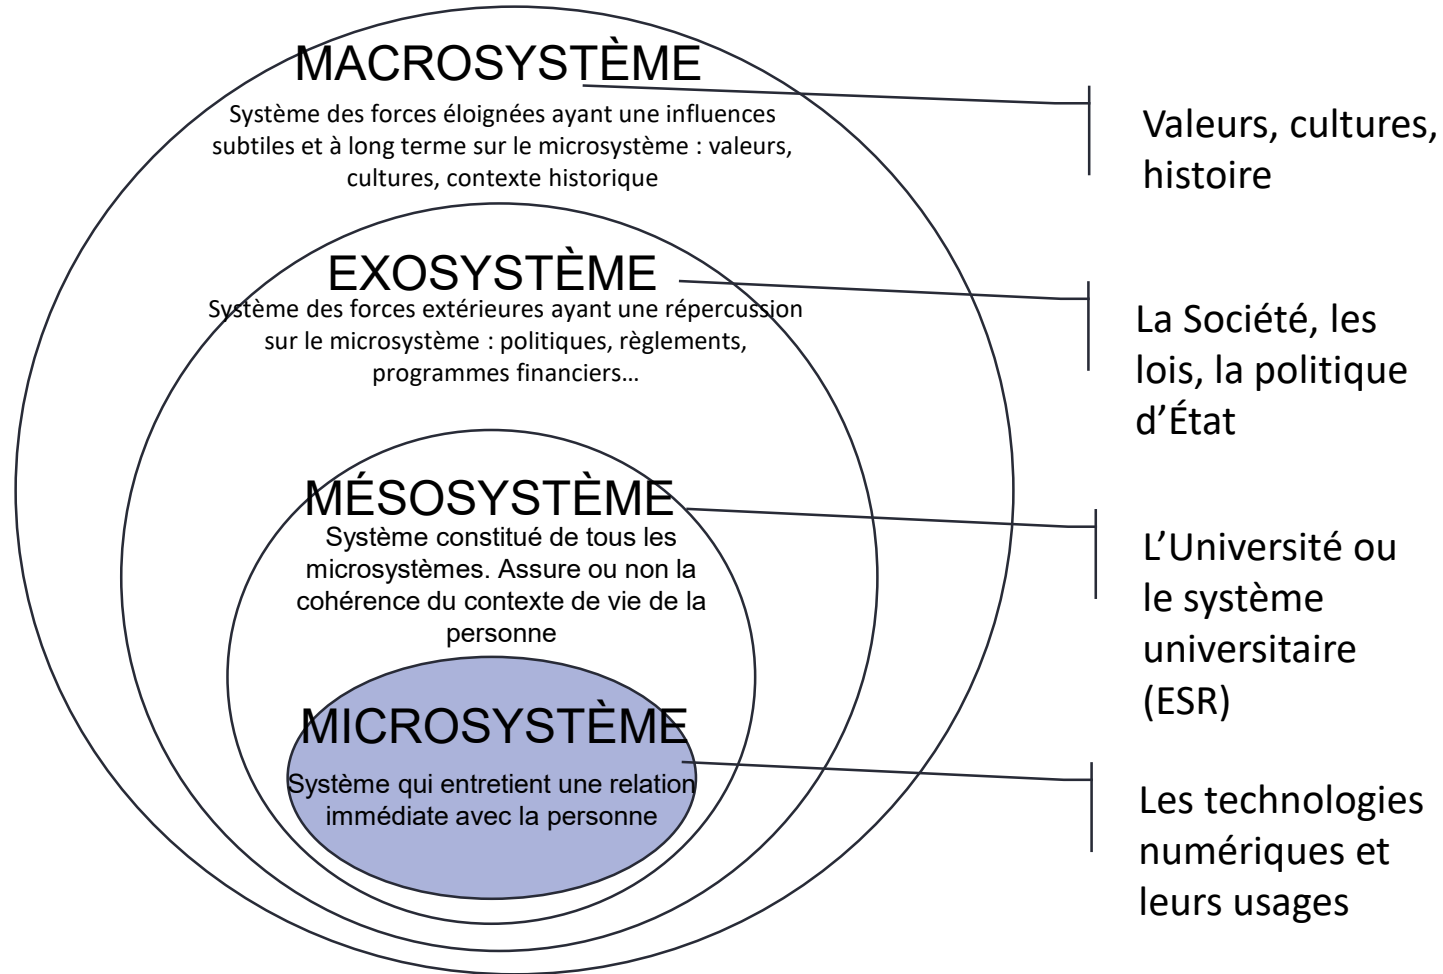 MACROSYSTÈME
Système des forces éloignées ayant une influences
subtiles et à long terme sur le microsystème : valeurs,
cultures, contexte historique
Valeurs, cultures,
histoire
EXOSYSTÈME
Système des forces extérieures ayant une répercussion
sur le microsystème : politiques, règlements,
programmes financiers…
La Société, les
lois, la politique
d’État
MÉSOSYSTÈME
Système constitué de tous les
microsystèmes. Assure ou non la
cohérence du contexte de vie de la
personne
L’Université ou
le système
universitaire
(ESR)
MICROSYSTÈME
Système qui entretient une relation
immédiate avec la personne
Les technologies
numériques et
leurs usages